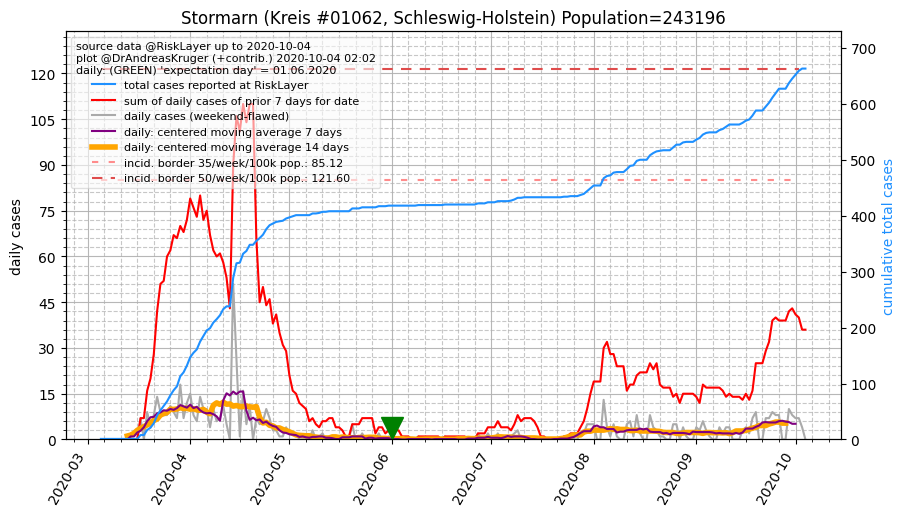 Stormarn (Kreis #01062, Schleswig-Holstein) Population=243196
source data @RiskLayer up to 2020-10-04
plot @DrAndreasKruger (+contrib.) 2020-10-04 02:02
daily: (GREEN) 'expectation day' = 01.06.2020
total cases reported at RiskLayer
sum of daily cases of prior 7 days for date
daily cases (weekend-flawed)
daily: centered moving average 7 days
daily: centered moving average 14 days
incid. border 35/week/100k pop.: 85.12
incid. border 50/week/100k pop.: 121.60
daily cases
120
105
90
75
60
45
30
15
0
700
600
500
400
300
200
100
0
cumulative total cases
2020-03
2020-04
2020-05
2020-06
2020-07
2020-08
2020-09
2020-10